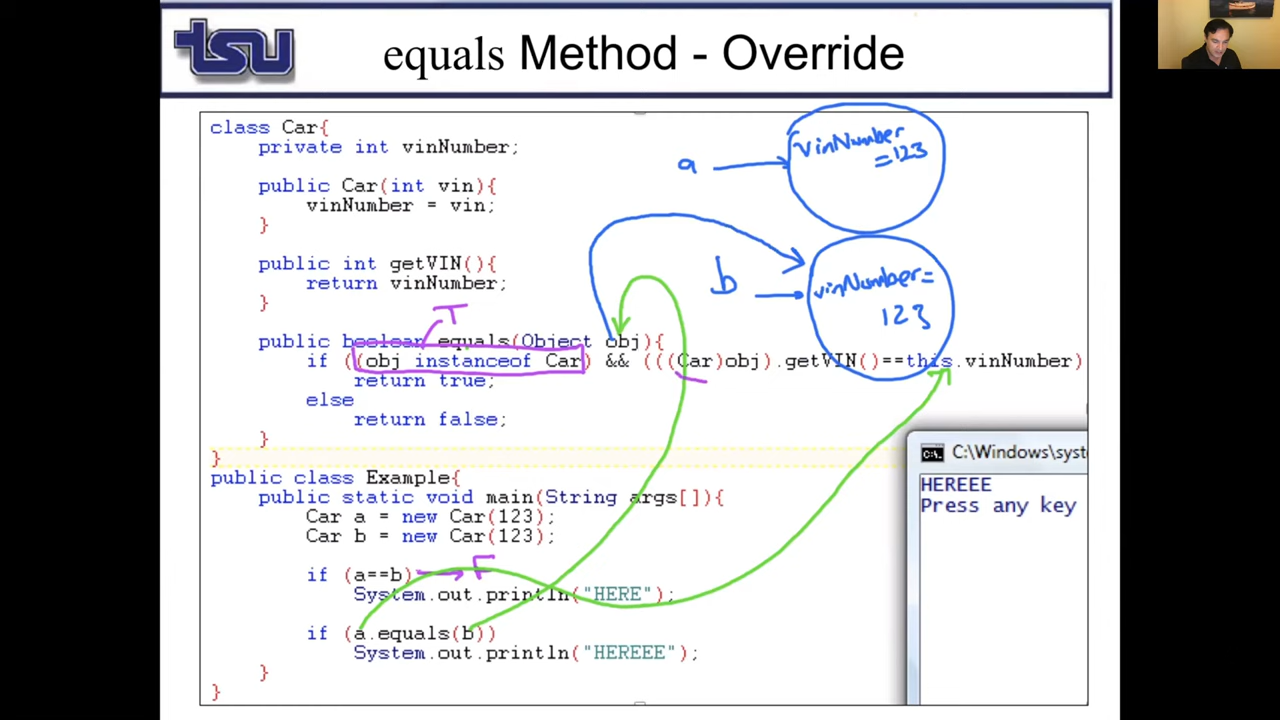 tsu
equals Method - Override
class Car{
private int vinNumber;
public Car(int vin){
vinNumber = vin;
}
public int getVIN(){
return vinNumber;
}
public boolean equals(Object obj){
if ((obj instanceof Car) && (((Car)obj).getVIN()==this.vinNumber)
return true;
else
return false;
}
}
public class Example{
public static void main(String args[]){
Car a = new Car(123);
Car b = new Car(123);
if (a==b)
System.out.println("HERE");
if (a.equals(b))
System.out.println("HEREEE");
}
}
a
vinNumber
=123
b
vinNumber=
123
T
F
C:\Windows\syst
HEREEE
Press any key